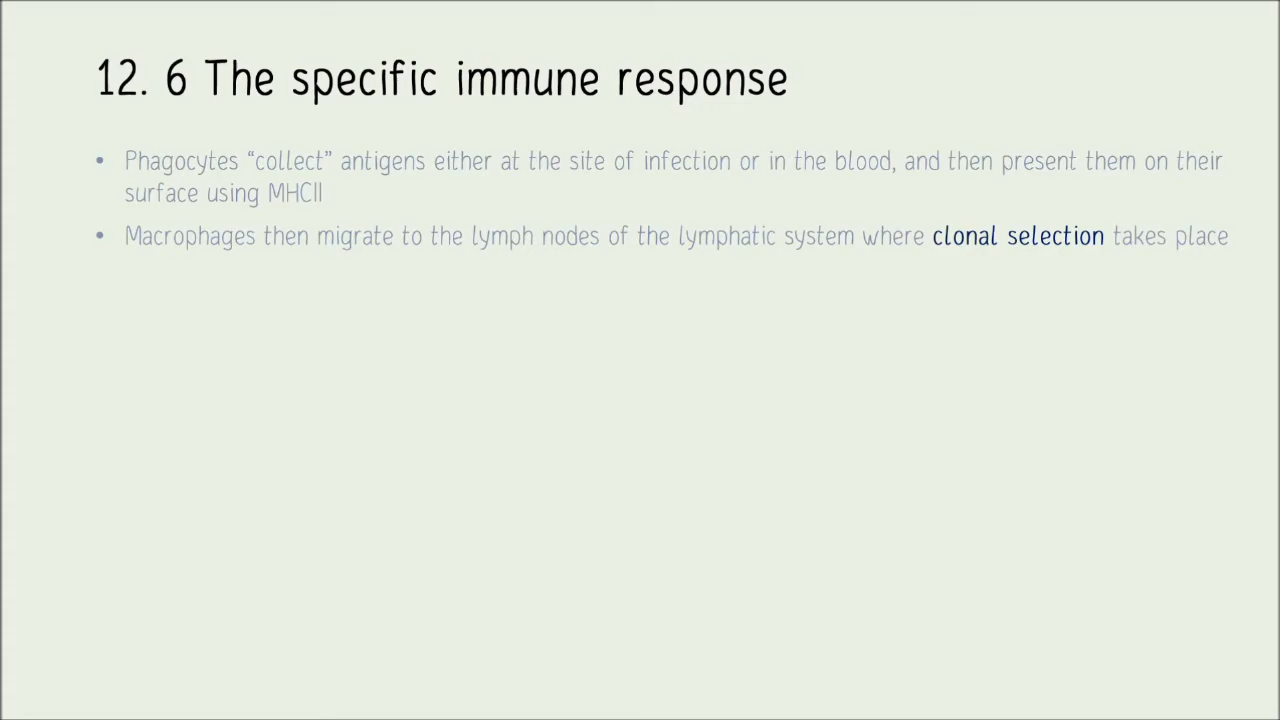 12. 6 The specific immune response
• Phagocytes “collect” antigens either at the site of infection or in the blood, and then present them on their
surface using MHCII
• Macrophages then migrate to the lymph nodes of the lymphatic system where clonal selection takes place